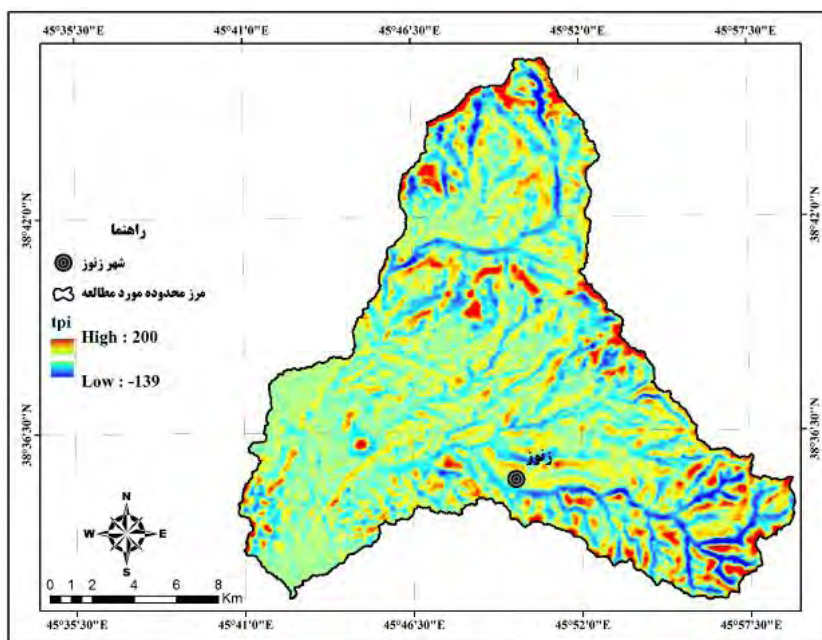 45°35'30"E 45°41'0"E 45°46'30"E 45°52'0"E 45°57'30"E
38°42'0"N 38°42'0"N
راهنما
شهر زنوز
مرز محدوده مورد مطالعه
tpi
High : 200
Low : -139
38°36'30"N 38°36'30"N
زنوز
N
W E
S
0 1 2 4 6 8
Km
45°35'30"E 45°41'0"E 45°46'30"E 45°52'0"E 45°57'30"E